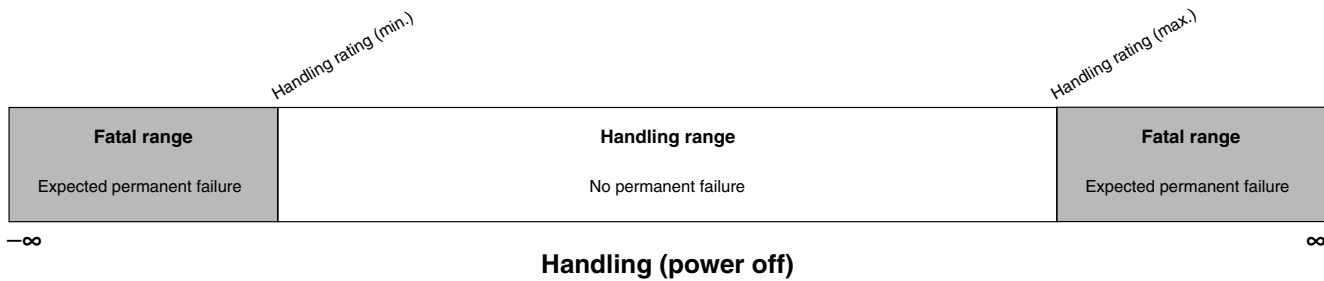 Handling rating (min.)
Handling rating (max.)
Fatal range
Handling range
Fatal range
Expected permanent failure
No permanent failure
Expected permanent failure
–∞
∞
Handling (power off)